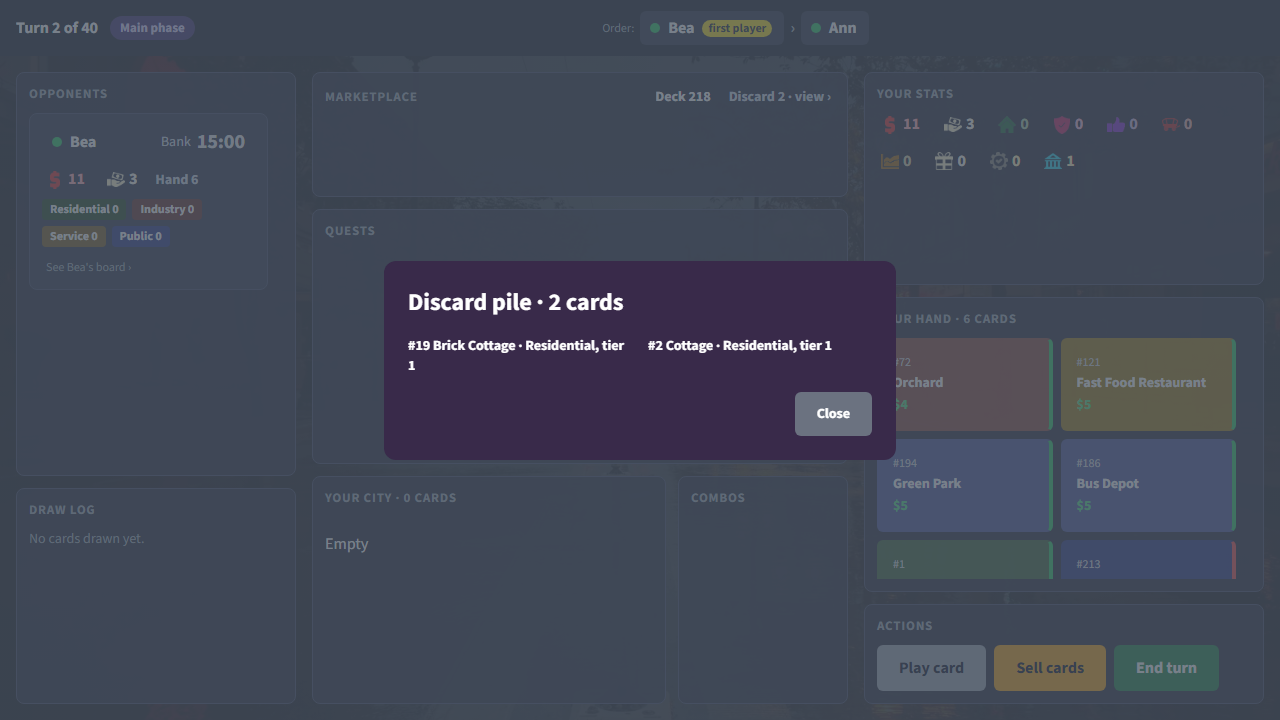 Turn 2 of 40
Main phase
Order:
Bea
first player
›
Ann
OPPONENTS
Bea
Bank 15:00
11
3
Hand 6
Residential 0
Industry 0
Service 0
Public 0
See Bea's board ›
DRAW LOG
No cards drawn yet.
MARKETPLACE
Deck 218
Discard 2 · view ›
QUESTS
Discard pile · 2 cards
#19 Brick Cottage · Residential, tier
1
#2 Cottage · Residential, tier 1
Close
YOUR CITY · 0 CARDS
Empty
COMBOS
YOUR STATS
11
3
0
0
0
0
0
0
0
1
UR HAND · 6 CARDS
#72
Orchard
$4
#121
Fast Food Restaurant
$5
#194
Green Park
$5
#186
Bus Depot
$5
#1
#213
ACTIONS
Play card
Sell cards
End turn